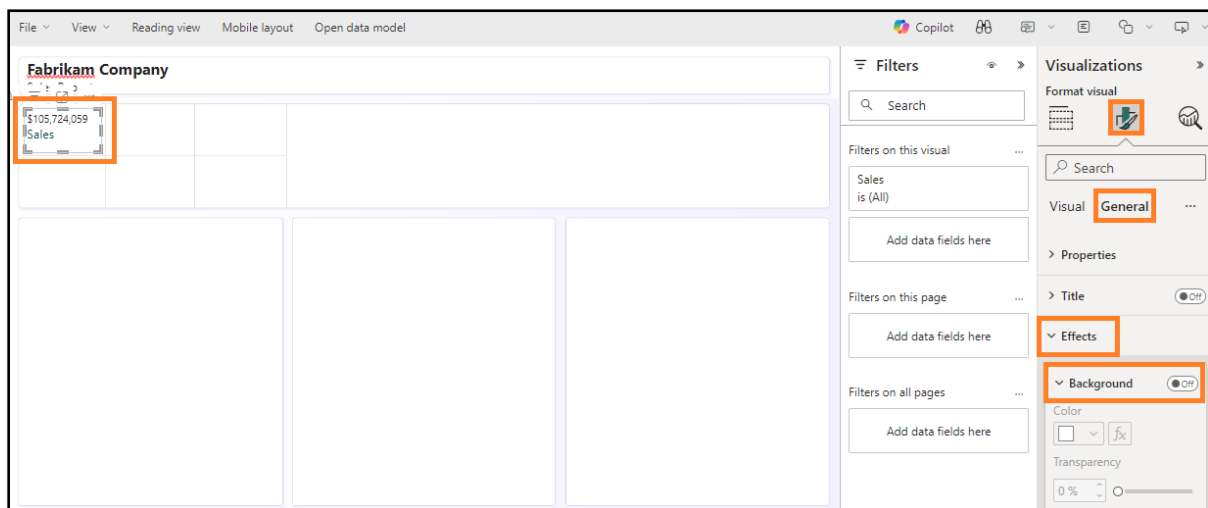 File View Reading view Mobile layout Open data model Copilot
Fabrikam Company
$105,724,059
Sales
Filters
Search
Filters on this visual ...
Sales
is (All)
Add data fields here
Filters on this page ...
Add data fields here
Filters on all pages ...
Add data fields here
Visualizations
Format visual
Search
Visual General ...
Properties
Title Off
Effects
Background Off
Color
fx
Transparency
0 %